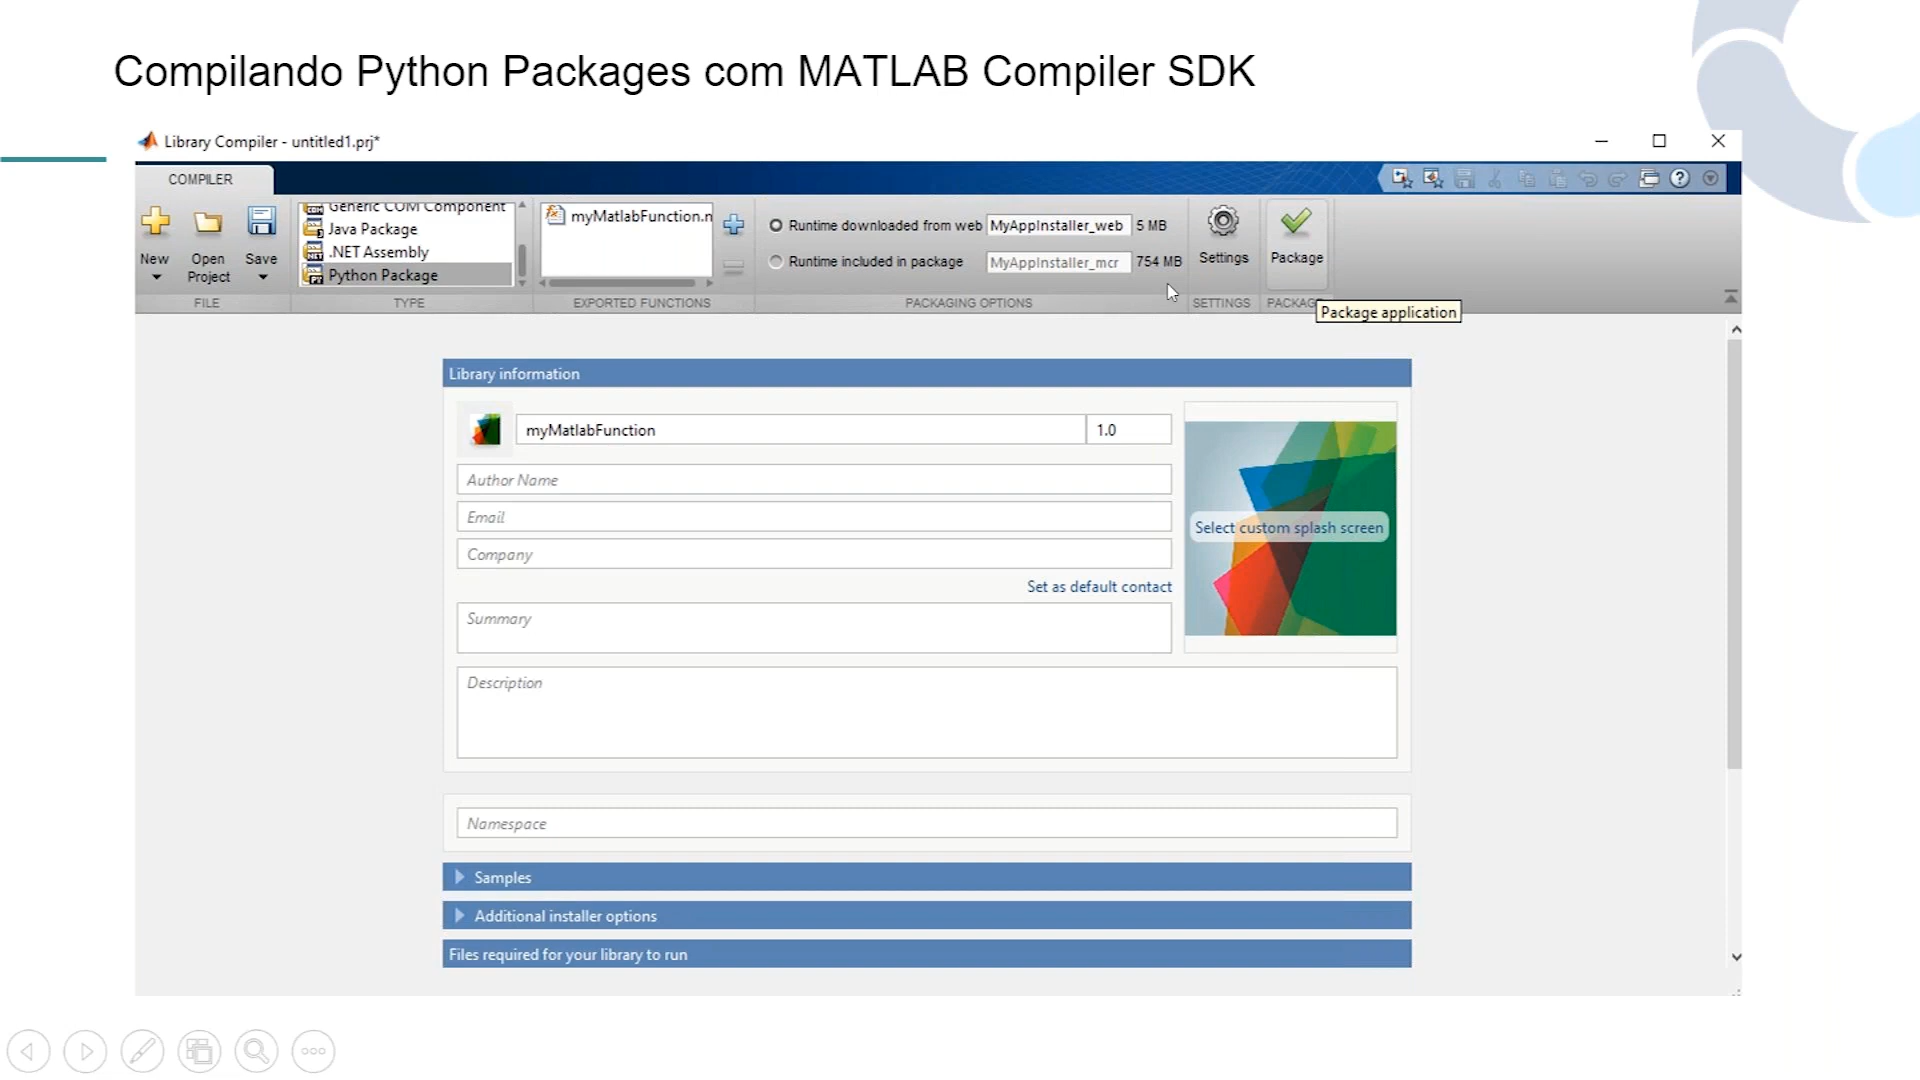 Compilando Python Packages com MATLAB Compiler SDK
Library Compiler - untitled1.prj*
COMPILER
New
Open Project
Save
FILE
Generic COM Component
Java Package
.NET Assembly
Python Package
TYPE
myMatlabFunction.n
EXPORTED FUNCTIONS
Runtime downloaded from web MyAppInstaller_web 5 MB
Runtime included in package MyAppInstaller_mcr 754 MB
PACKAGING OPTIONS
Settings
SETTINGS
Package
PACKAG
Package application
Library information
myMatlabFunction 1.0
Author Name
Email
Company
Set as default contact
Summary
Select custom splash screen
Description
Namespace
Samples
Additional installer options
Files required for your library to run